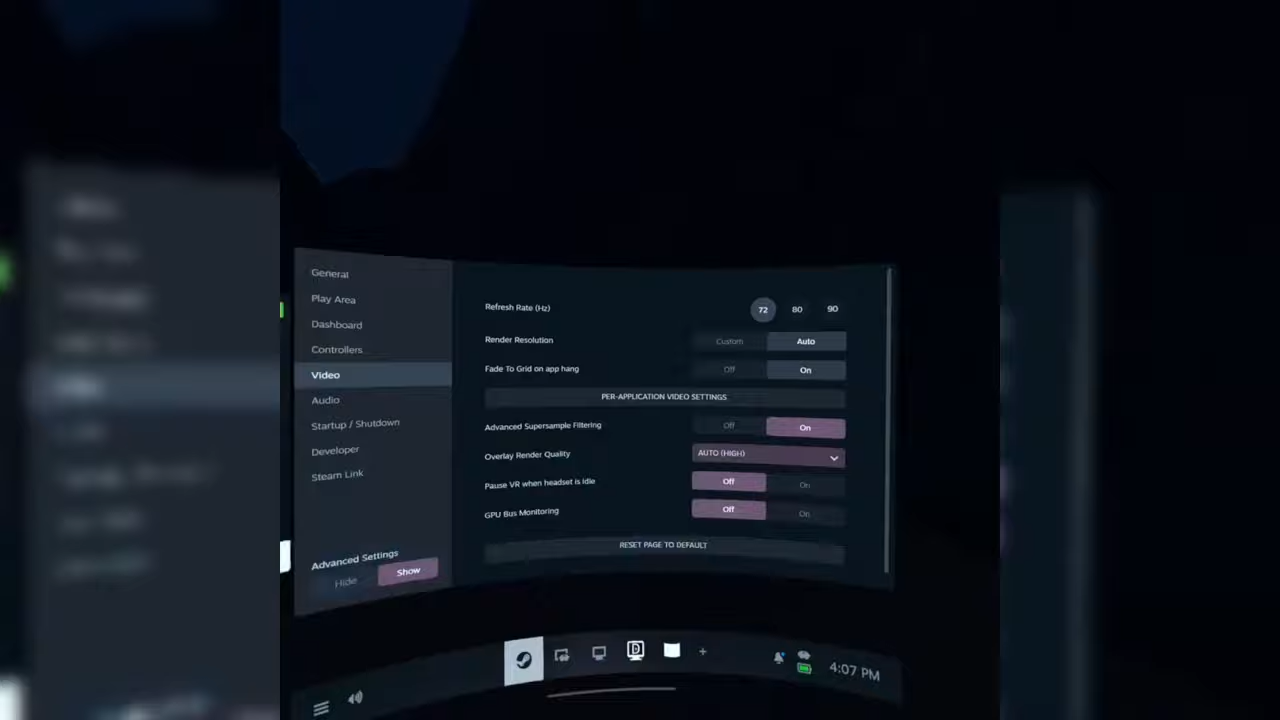 General
Play Area
Dashboard
Controllers
Video
Audio
Startup / Shutdown
Developer
Steam Link
Advanced Settings
Hide Show
Refresh Rate (Hz) 72 80 90
Render Resolution Custom Auto
Fade To Grid on app hang Off On
PER-APPLICATION VIDEO SETTINGS
Advanced Supersample Filtering Off On
Overlay Render Quality AUTO (HIGH)
Pause VR when headset is idle Off On
GPU Bus Monitoring Off On
RESET PAGE TO DEFAULT
D
4:07 PM